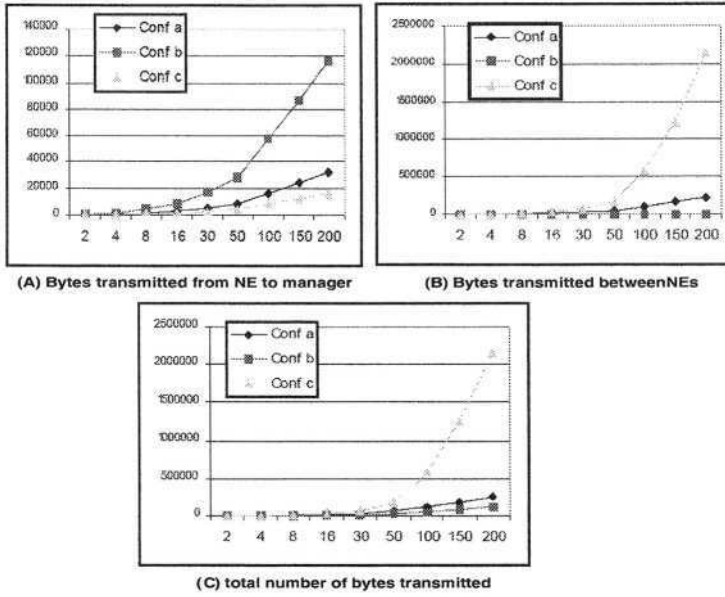 140000
120000
100000
80000
60000
40000
20000
0
Conf a
Conf b
Conf c
2 4 8 16 30 50 100 150 200
(A) Bytes transmitted from NE to manager
2500000
2000000
1500000
1000000
500000
0
Conf a
Conf b
Conf c
2 4 8 16 30 50 100 150 200
(B) Bytes transmitted betweenNEs
2500000
2000000
1500000
1000000
500000
0
Conf a
Conf b
Conf c
2 4 8 16 30 50 100 150 200
(C) total number of bytes transmitted